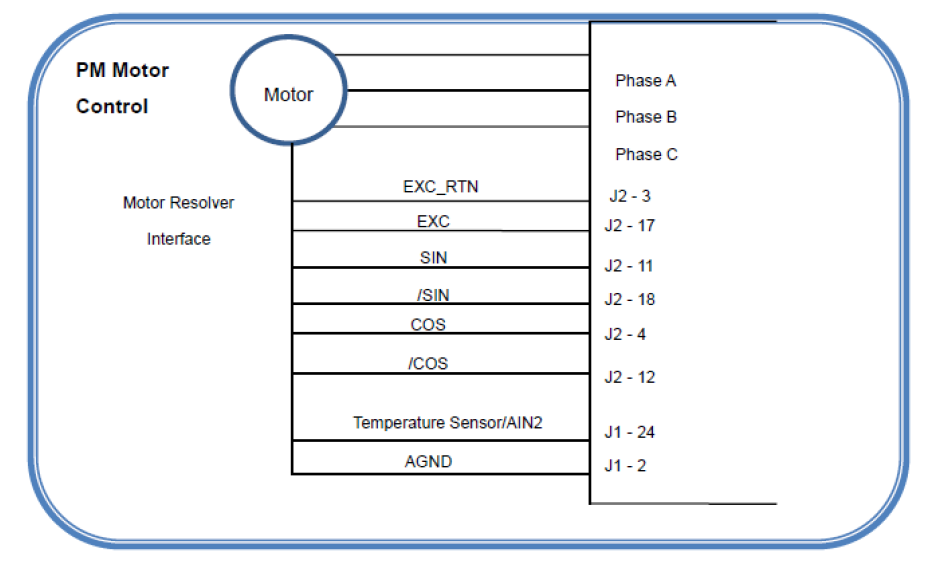 PM Motor
Control
Motor
Phase A
Phase B
Phase C
Motor Resolver
Interface
EXC_RTN
J2 - 3
EXC
J2 - 17
SIN
J2 - 11
/SIN
J2 - 18
COS
J2 - 4
/COS
J2 - 12
Temperature Sensor/AIN2
J1 - 24
AGND
J1 - 2